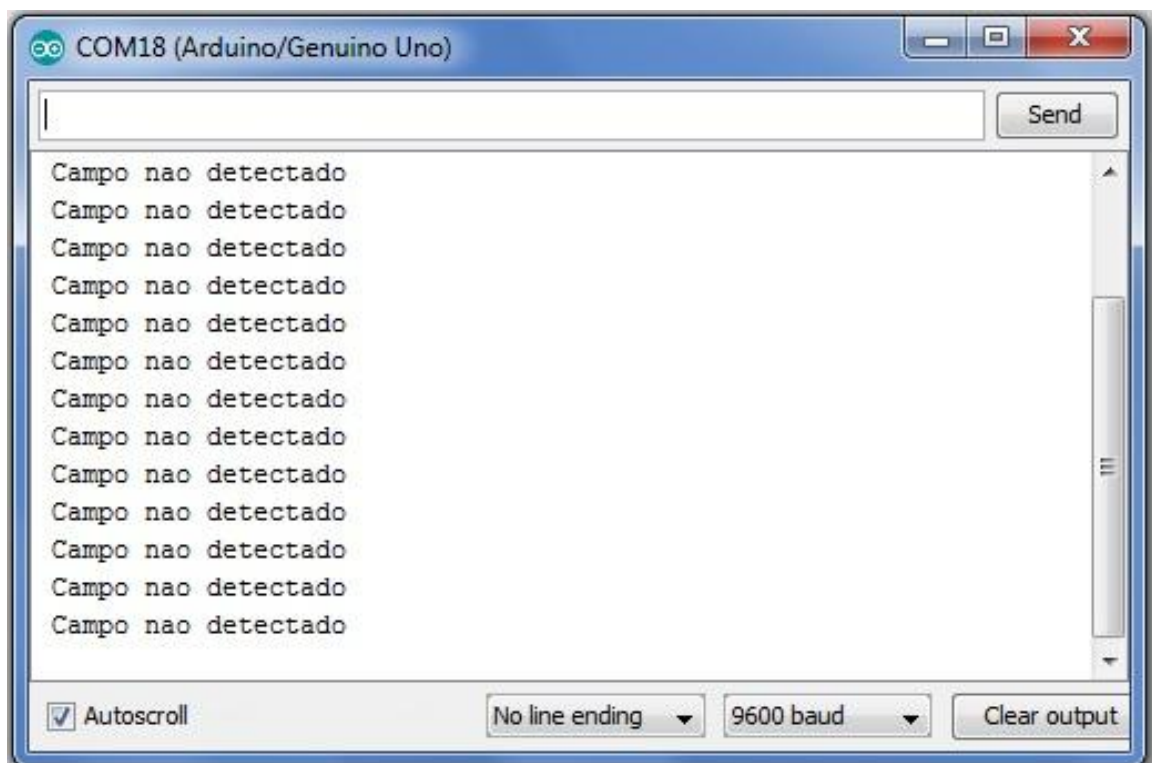 COM18 (Arduino/Genuino Uno)
Send
Campo nao detectado
Campo nao detectado
Campo nao detectado
Campo nao detectado
Campo nao detectado
Campo nao detectado
Campo nao detectado
Campo nao detectado
Campo nao detectado
Campo nao detectado
Campo nao detectado
Campo nao detectado
Campo nao detectado
Autoscroll No line ending 9600 baud Clear output